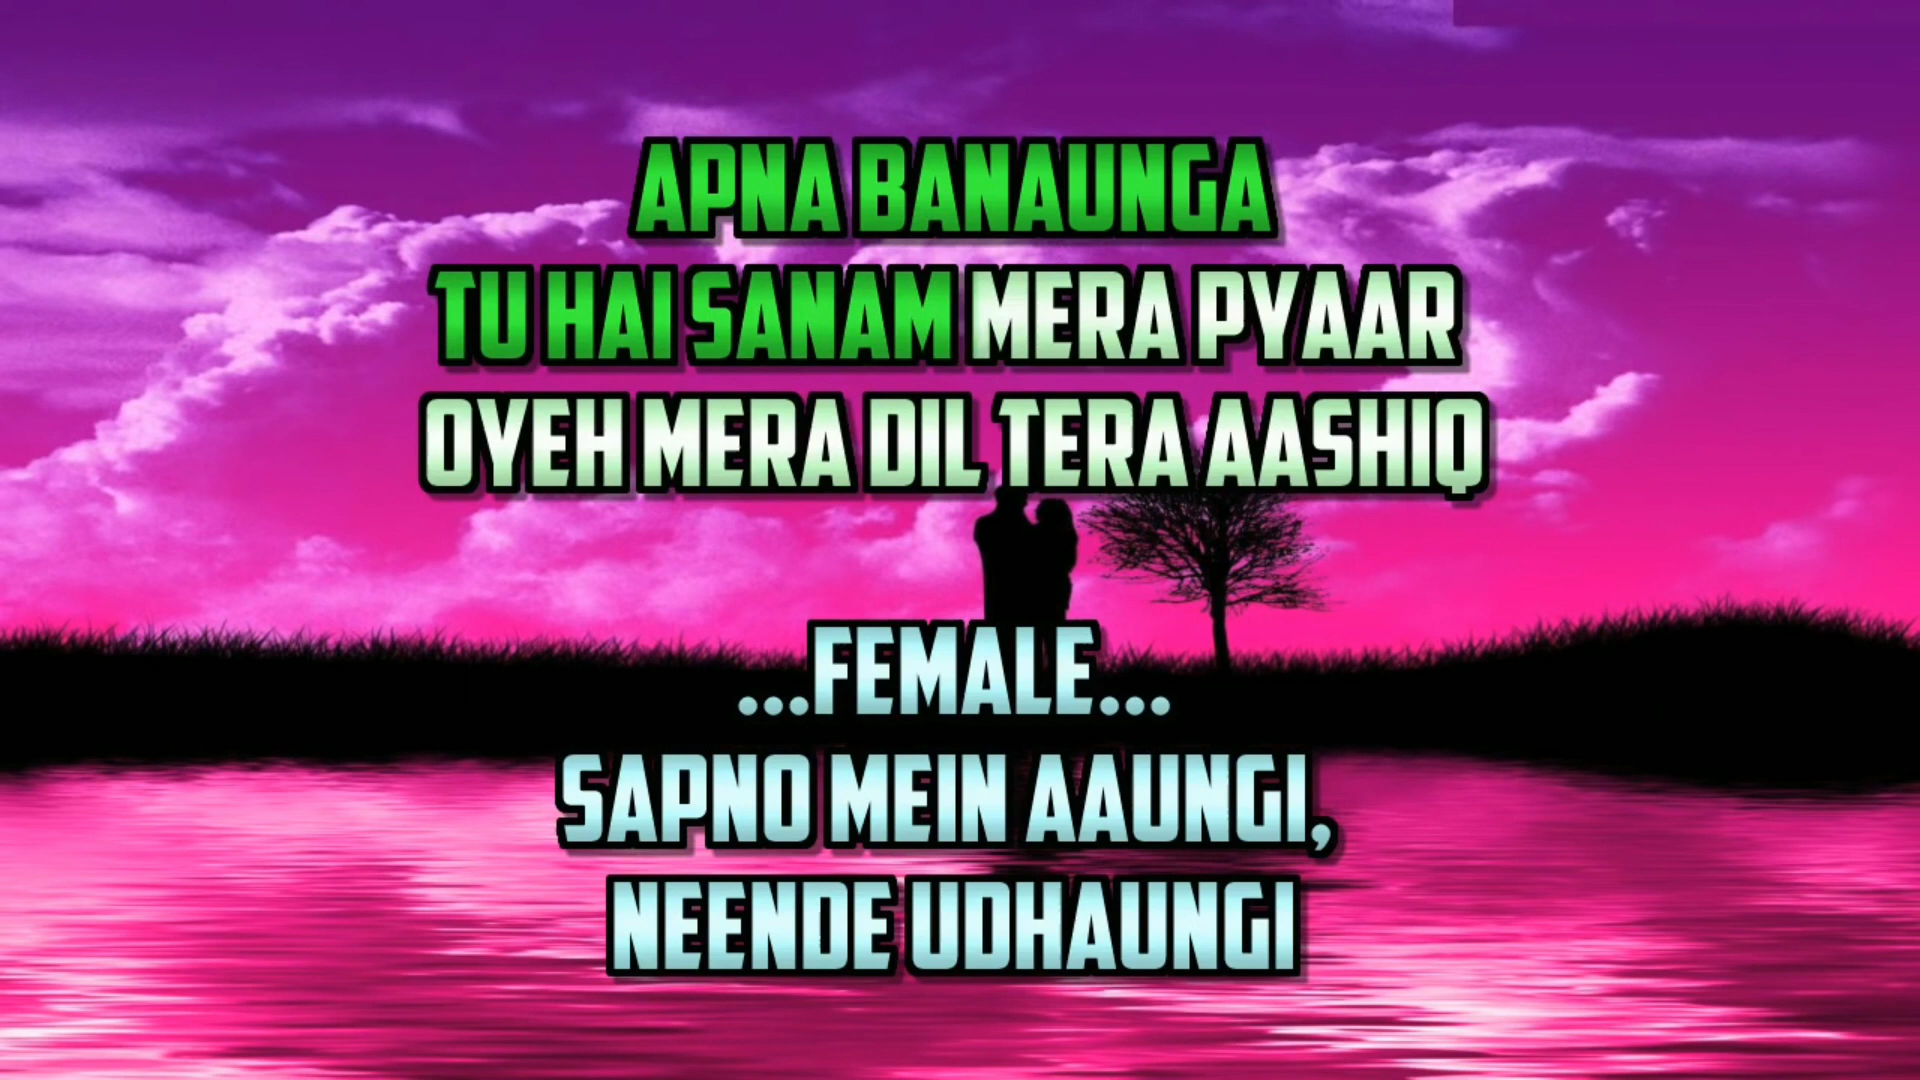 APNA BANAUNGA
TU HAI SANAM MERA PYAAR
OYEH MERA DIL TERA AASHIQ
...FEMALE...
SAPNO MEIN AAUNGI,
NEENDE UDHAUNGI